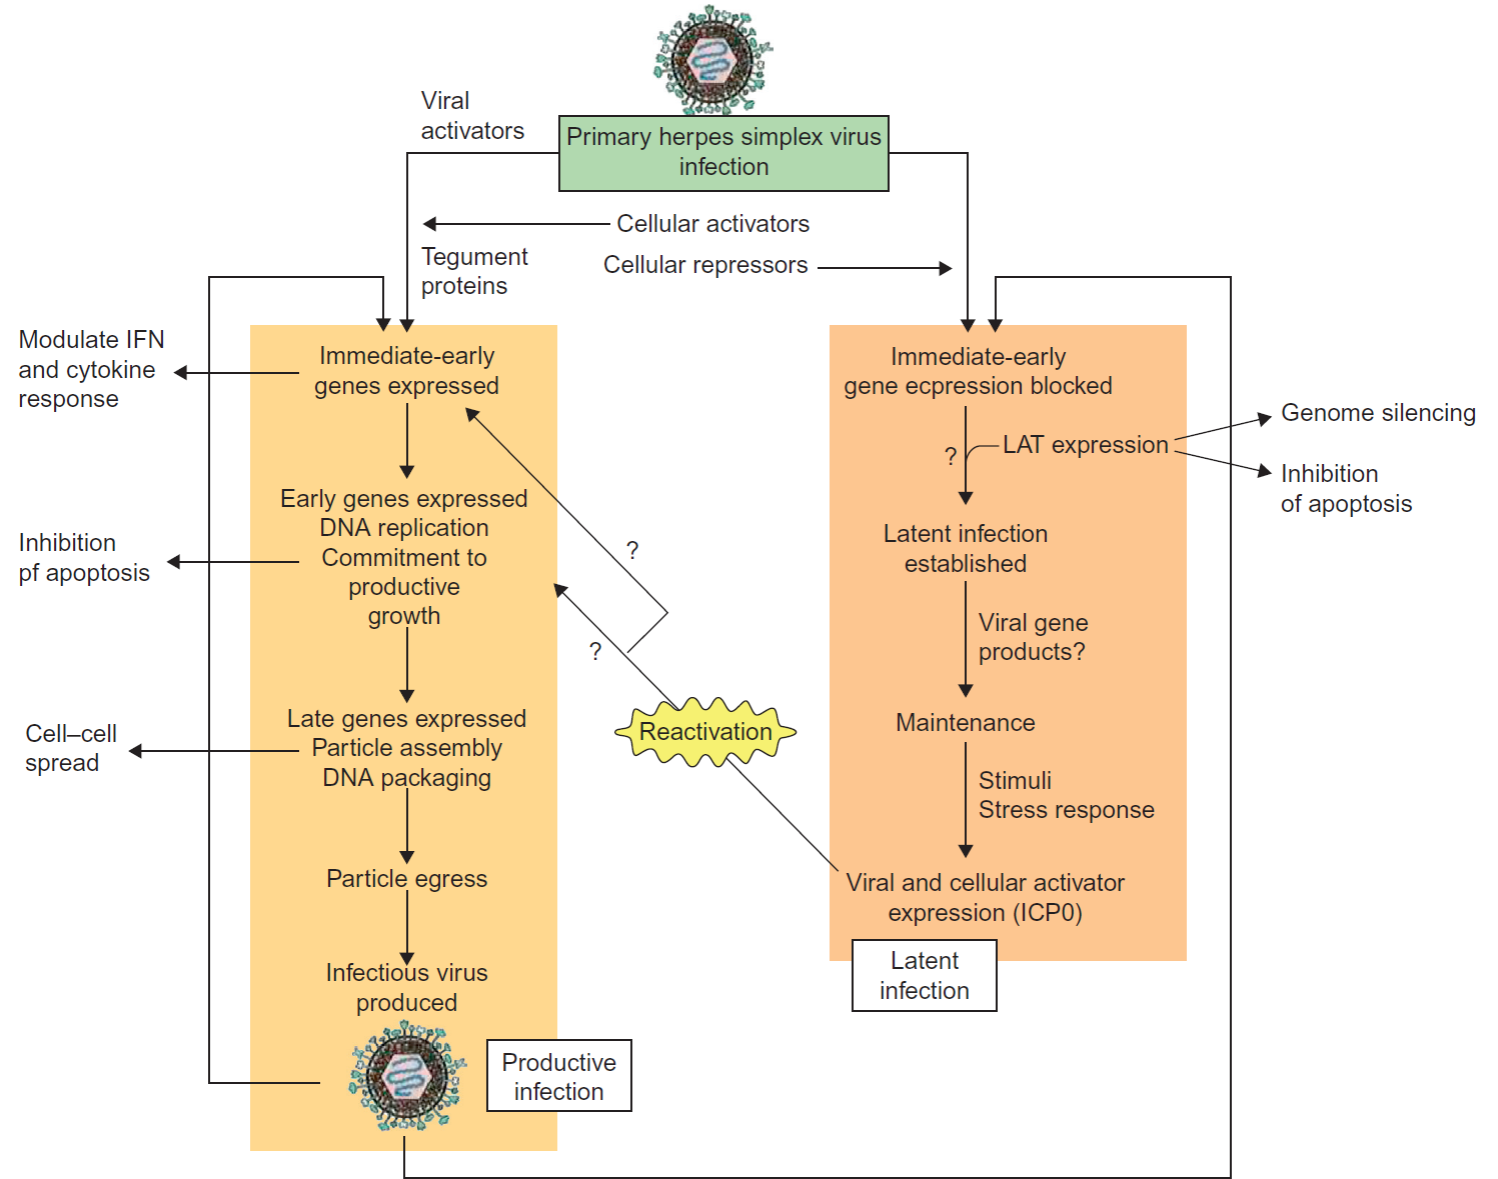 Viral
activators
Primary herpes simplex virus
infection
Cellular activators
Tegument
proteins
Cellular repressors
Modulate IFN
and cytokine
response
Immediate-early
genes expressed
?
Early genes expressed
DNA replication
Commitment to
productive
growth
Inhibition
pf apoptosis
?
Late genes expressed
Particle assembly
DNA packaging
Cell–cell
spread
Particle egress
Infectious virus
produced
Productive
infection
Reactivation
Immediate-early
gene ecpression blocked
? LAT expression
Genome silencing
Inhibition
of apoptosis
Latent infection
established
Viral gene
products?
Maintenance
Stimuli
Stress response
Viral and cellular activator
expression (ICP0)
Latent
infection